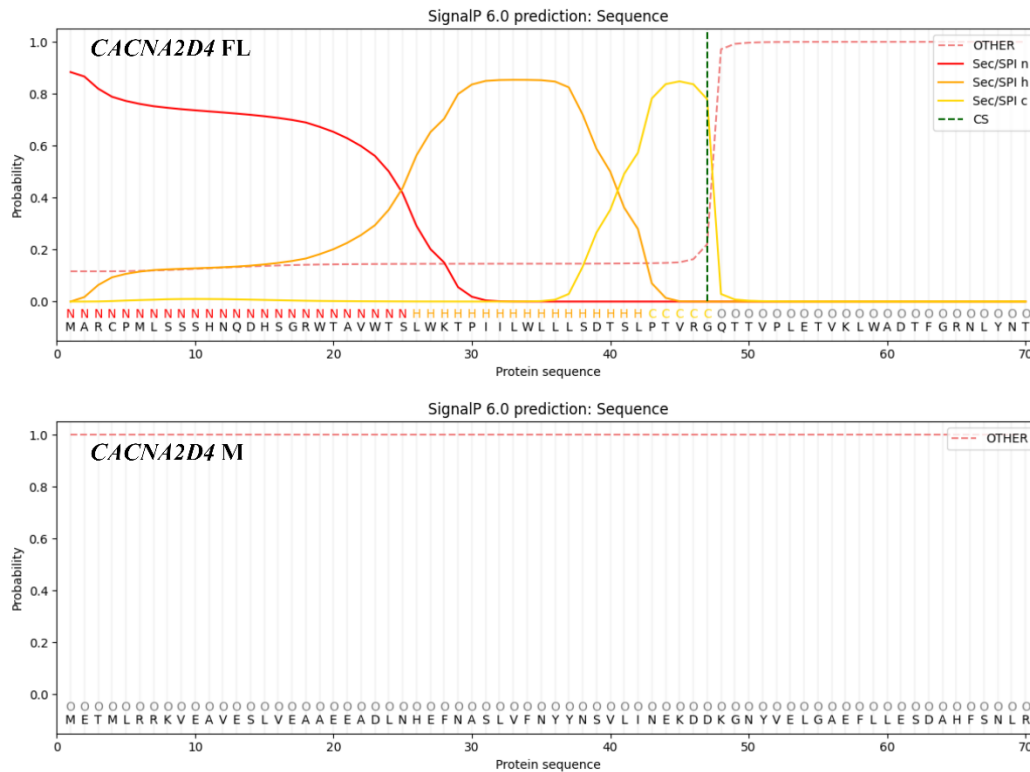 SignalP 6.0 prediction: Sequence
CACNA2D4 FL
OTHER
Sec/SPI n
Sec/SPI h
Sec/SPI c
CS
1.0
0.8
0.6
0.4
0.2
0.0
Probability
N N N N N N N N N N N N N N N N N N N N N N N N N H H H H H H H H H H H H H H H H H C C C C C O O O O O O O O O O O O O O O O O O O O O O O
M A R C P M L S S S H N Q D H S G R W T A V W T S L W K T P I I L W L L L S D T S L P T V R G Q T T V P L E T V K L W A D T F G R N L Y N T
0 10 20 30 40 50 60 70
Protein sequence
SignalP 6.0 prediction: Sequence
CACNA2D4 M
OTHER
1.0
0.8
0.6
0.4
0.2
0.0
Probability
O O O O O O O O O O O O O O O O O O O O O O O O O O O O O O O O O O O O O O O O O O O O O O O O O O O O O O O O O O O O O O O O O O O O O O
M E T M L R R K V E A V E S L V E A A E E A D L N H E F N A S L V F N Y Y N S V L I N E K D D K G N Y V E L G A E F L L E S D A H F S N L R
0 10 20 30 40 50 60 70
Protein sequence